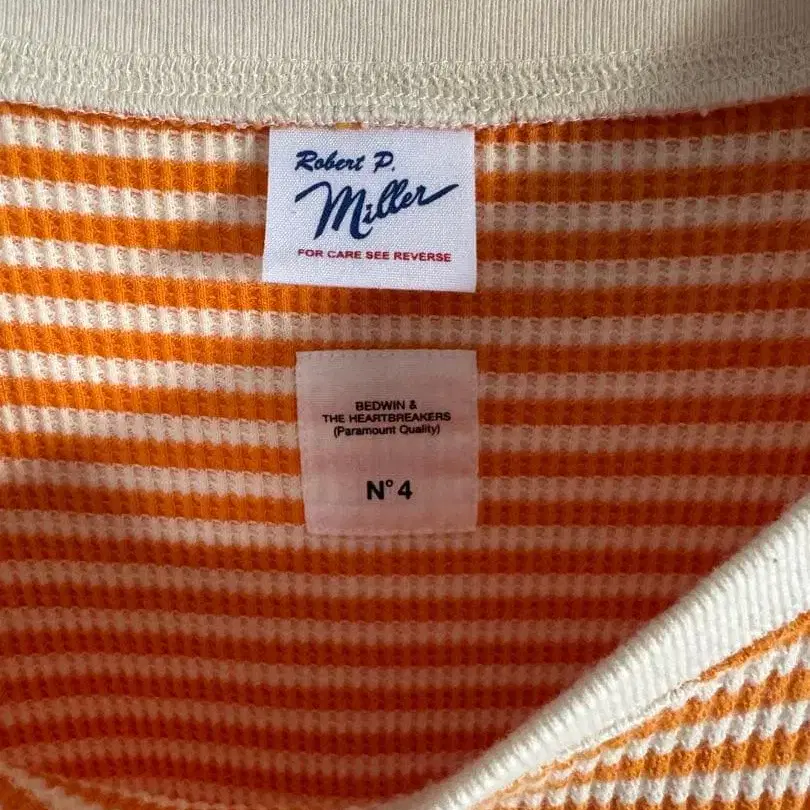 Robert P.
Miller
FOR CARE SEE REVERSE
BEDWIN &
THE HEARTBREAKERS
(Paramount Quality)
N° 4